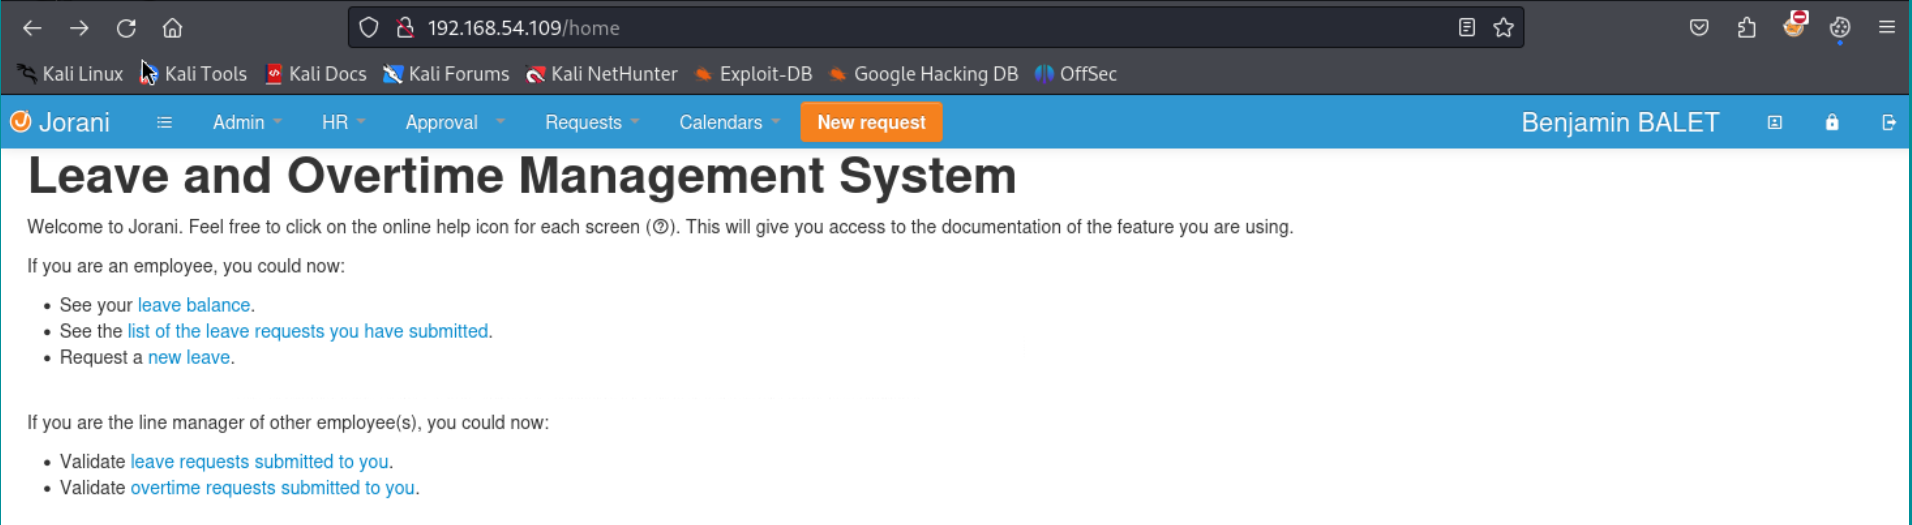 192.168.54.109/home
Kali Linux Kali Tools Kali Docs Kali Forums Kali NetHunter Exploit-DB Google Hacking DB OffSec
Jorani Admin HR Approval Requests Calendars New request Benjamin BALET
Leave and Overtime Management System
Welcome to Jorani. Feel free to click on the online help icon for each screen (?). This will give you access to the documentation of the feature you are using.
If you are an employee, you could now:
• See your leave balance.
• See the list of the leave requests you have submitted.
• Request a new leave.
If you are the line manager of other employee(s), you could now:
• Validate leave requests submitted to you.
• Validate overtime requests submitted to you.